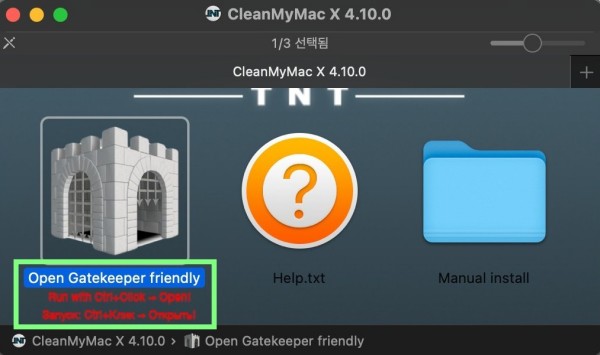 CleanMyMac X 4.10.0
1/3 선택됨
CleanMyMac X 4.10.0
TNT
Open Gatekeeper friendly
Help.txt
Manual install
Run with Ctrl+Click → Open!
Запуск: Ctrl+Клик → Открыть!
CleanMyMac X 4.10.0 › Open Gatekeeper friendly